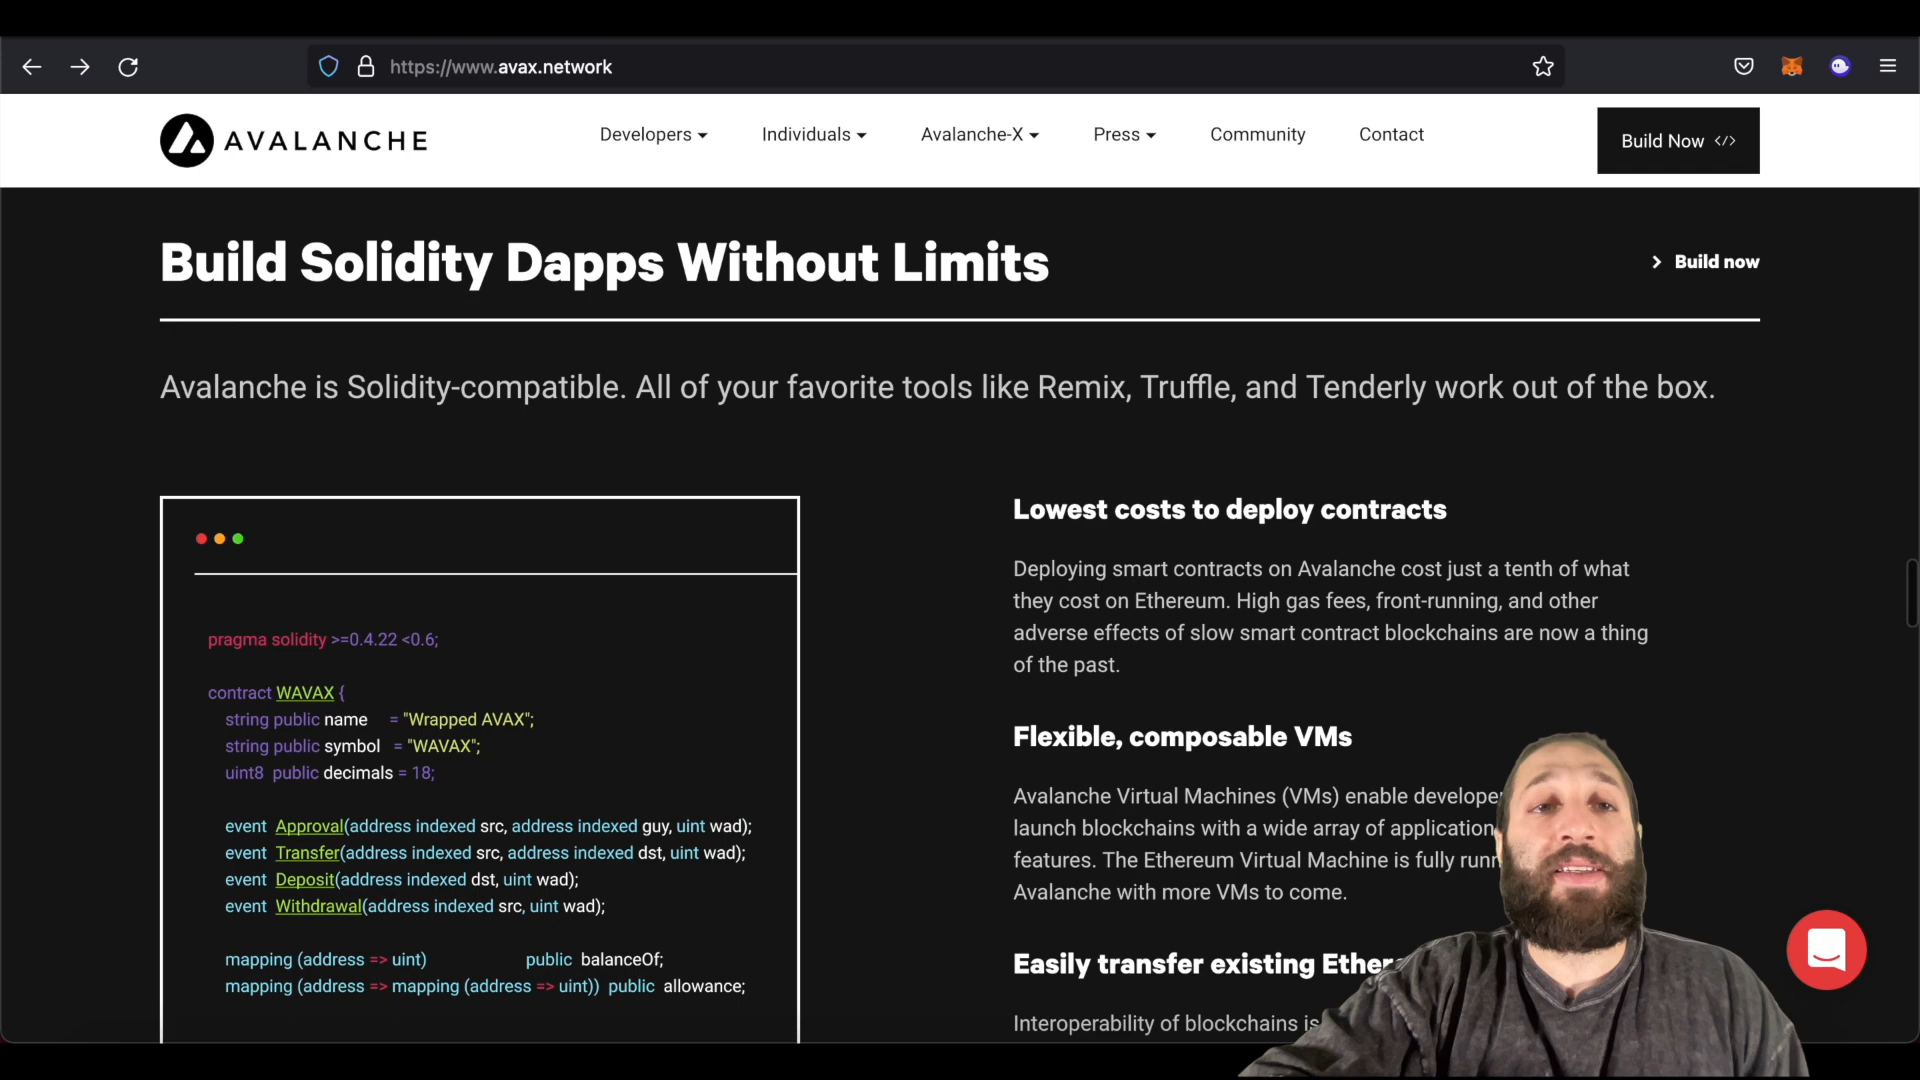 https://www.avax.network
AVALANCHE
Developers
Individuals
Avalanche-X
Press
Community
Contact
Build Now </>
Build Solidity Dapps Without Limits
Build now
Avalanche is Solidity-compatible. All of your favorite tools like Remix, Truffle, and Tenderly work out of the box.
pragma solidity >=0.4.22 <0.6;
contract WAVAX {
string public name = "Wrapped AVAX";
string public symbol = "WAVAX";
uint8 public decimals = 18;
event Approval(address indexed src, address indexed guy, uint wad);
event Transfer(address indexed src, address indexed dst, uint wad);
event Deposit(address indexed dst, uint wad);
event Withdrawal(address indexed src, uint wad);
mapping (address => uint) public balanceOf;
mapping (address => mapping (address => uint)) public allowance;
Lowest costs to deploy contracts
Deploying smart contracts on Avalanche cost just a tenth of what
they cost on Ethereum. High gas fees, front-running, and other
adverse effects of slow smart contract blockchains are now a thing
of the past.
Flexible, composable VMs
Avalanche Virtual Machines (VMs) enable
launch blockchains with a wide array of application
features. The Ethereum Virtual Machine is fully
Avalanche with more VMs to come.
Easily transfer existing
Interoperability of blockchains is